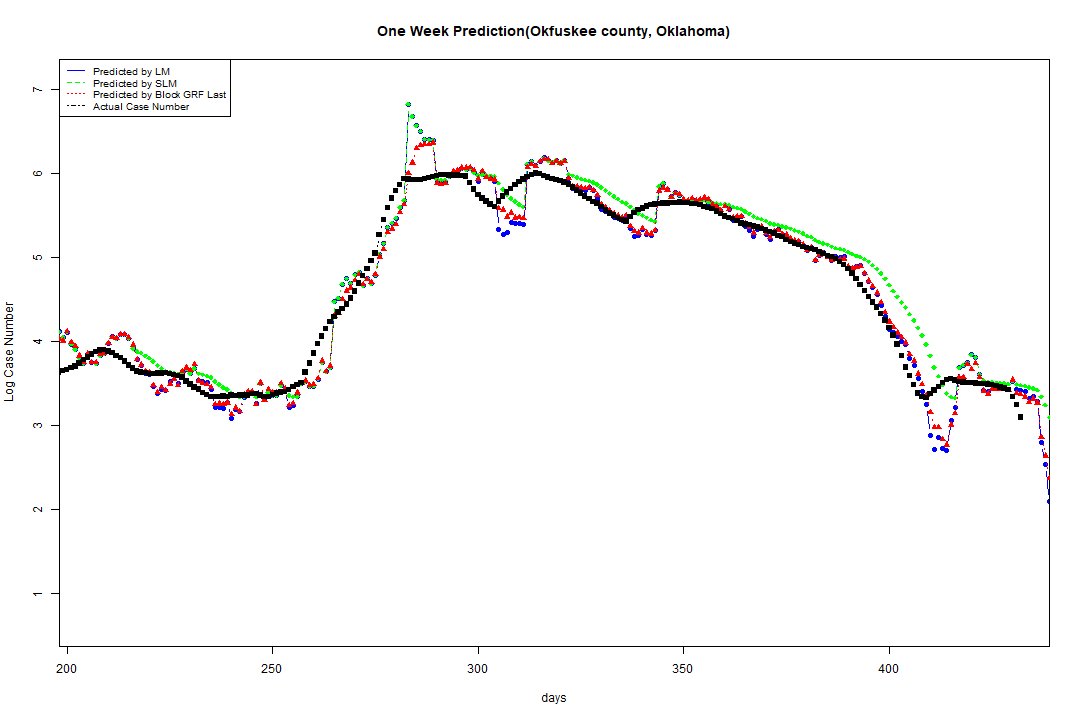 One Week Prediction(Okfuskee county, Oklahoma)
Predicted by LM
Predicted by SLM
Predicted by Block GRF Last
Actual Case Number
7
6
5
4
3
2
1
Log Case Number
200 250 300 350 400
days